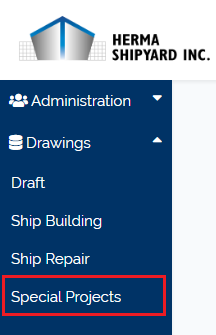 HERMA
SHIPYARD INC.
Administration
Drawings
Draft
Ship Building
Ship Repair
Special Projects